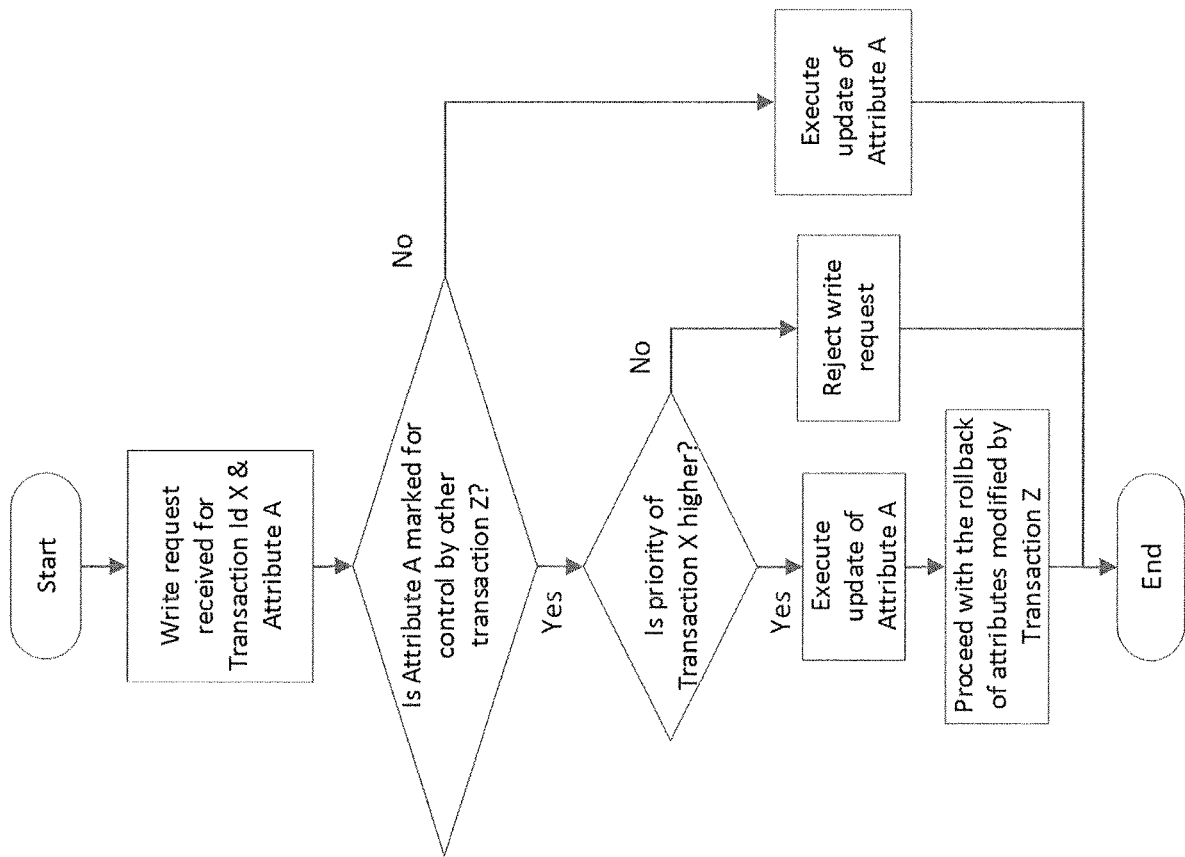 Start
Write request
received for
Transaction Id X &
Attribute A
Is Attribute A marked for
control by other
transaction Z?
No
Yes
Is priority of
Transaction X higher?
No
Yes
Execute
update of
Attribute A
Reject write
request
Execute
update of
Attribute A
Proceed with the rollback
of attributes modified by
Transaction Z
End